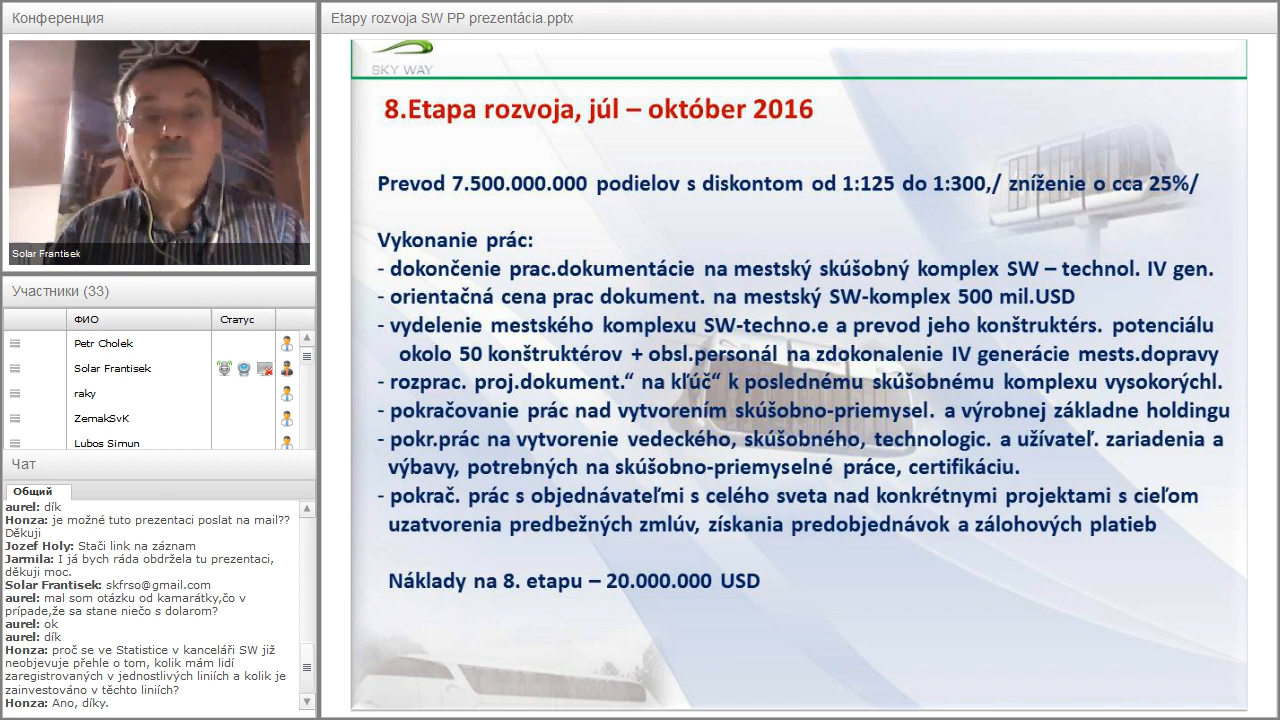 Конференция
Solar Frantisek
Участники (33)
ФИО
Статус
Petr Cholek
Solar Frantisek
raky
ZemakSvK
Lubos Simun
Чат
Общий
aurel: dík
Honza: je možné tuto prezentaci poslat na mail??
Děkuji
Jozef Holy: Stači link na záznam
Jarmila: I já bych ráda obdržela tu prezentaci,
děkuji moc.
Solar Frantisek: skfrso@gmail.com
aurel: mal som otázku od kamarátky,čo v
prípade,že sa stane niečo s dolarom?
aurel: ok
aurel: dík
Honza: proč se ve Statistice v kanceláři SW již
neobjevuje přehle o tom, kolik mám lidí
zaregistrovaných v jednostlivých liniích a kolik je
zainvestováno v těchto liniích?
Honza: Ano, díky.
Etapy rozvoja SW PP prezentácia.pptx
SKY WAY
8.Etapa rozvoja, júl – október 2016
Prevod 7.500.000.000 podielov s diskontom od 1:125 do 1:300,/ zníženie o cca 25%/
Vykonanie prác:
- dokončenie prac.dokumentácie na mestský skúšobný komplex SW – technol. IV gen.
- orientačná cena prac dokument. na mestský SW-komplex 500 mil.USD
- vydelenie mestského komplexu SW-techno.e a prevod jeho konštruktérs. potenciálu
okolo 50 konštruktérov + obsl.personál na zdokonalenie IV generácie mests.dopravy
- rozprac. proj.dokument.“ na kľúč“ k poslednému skúšobnému komplexu vysokorýchl.
- pokračovanie prác nad vytvorením skúšobno-priemysel. a výrobnej základne holdingu
- pokr.prác na vytvorenie vedeckého, skúšobného, technologic. a užívateľ. zariadenia a
výbavy, potrebných na skúšobno-priemyselné práce, certifikáciu.
- pokrač. prác s objednávateľmi s celého sveta nad konkrétnymi projektami s cieľom
uzatvorenia predbežných zmlúv, získania predobjednávok a zálohových platieb
Náklady na 8. etapu – 20.000.000 USD